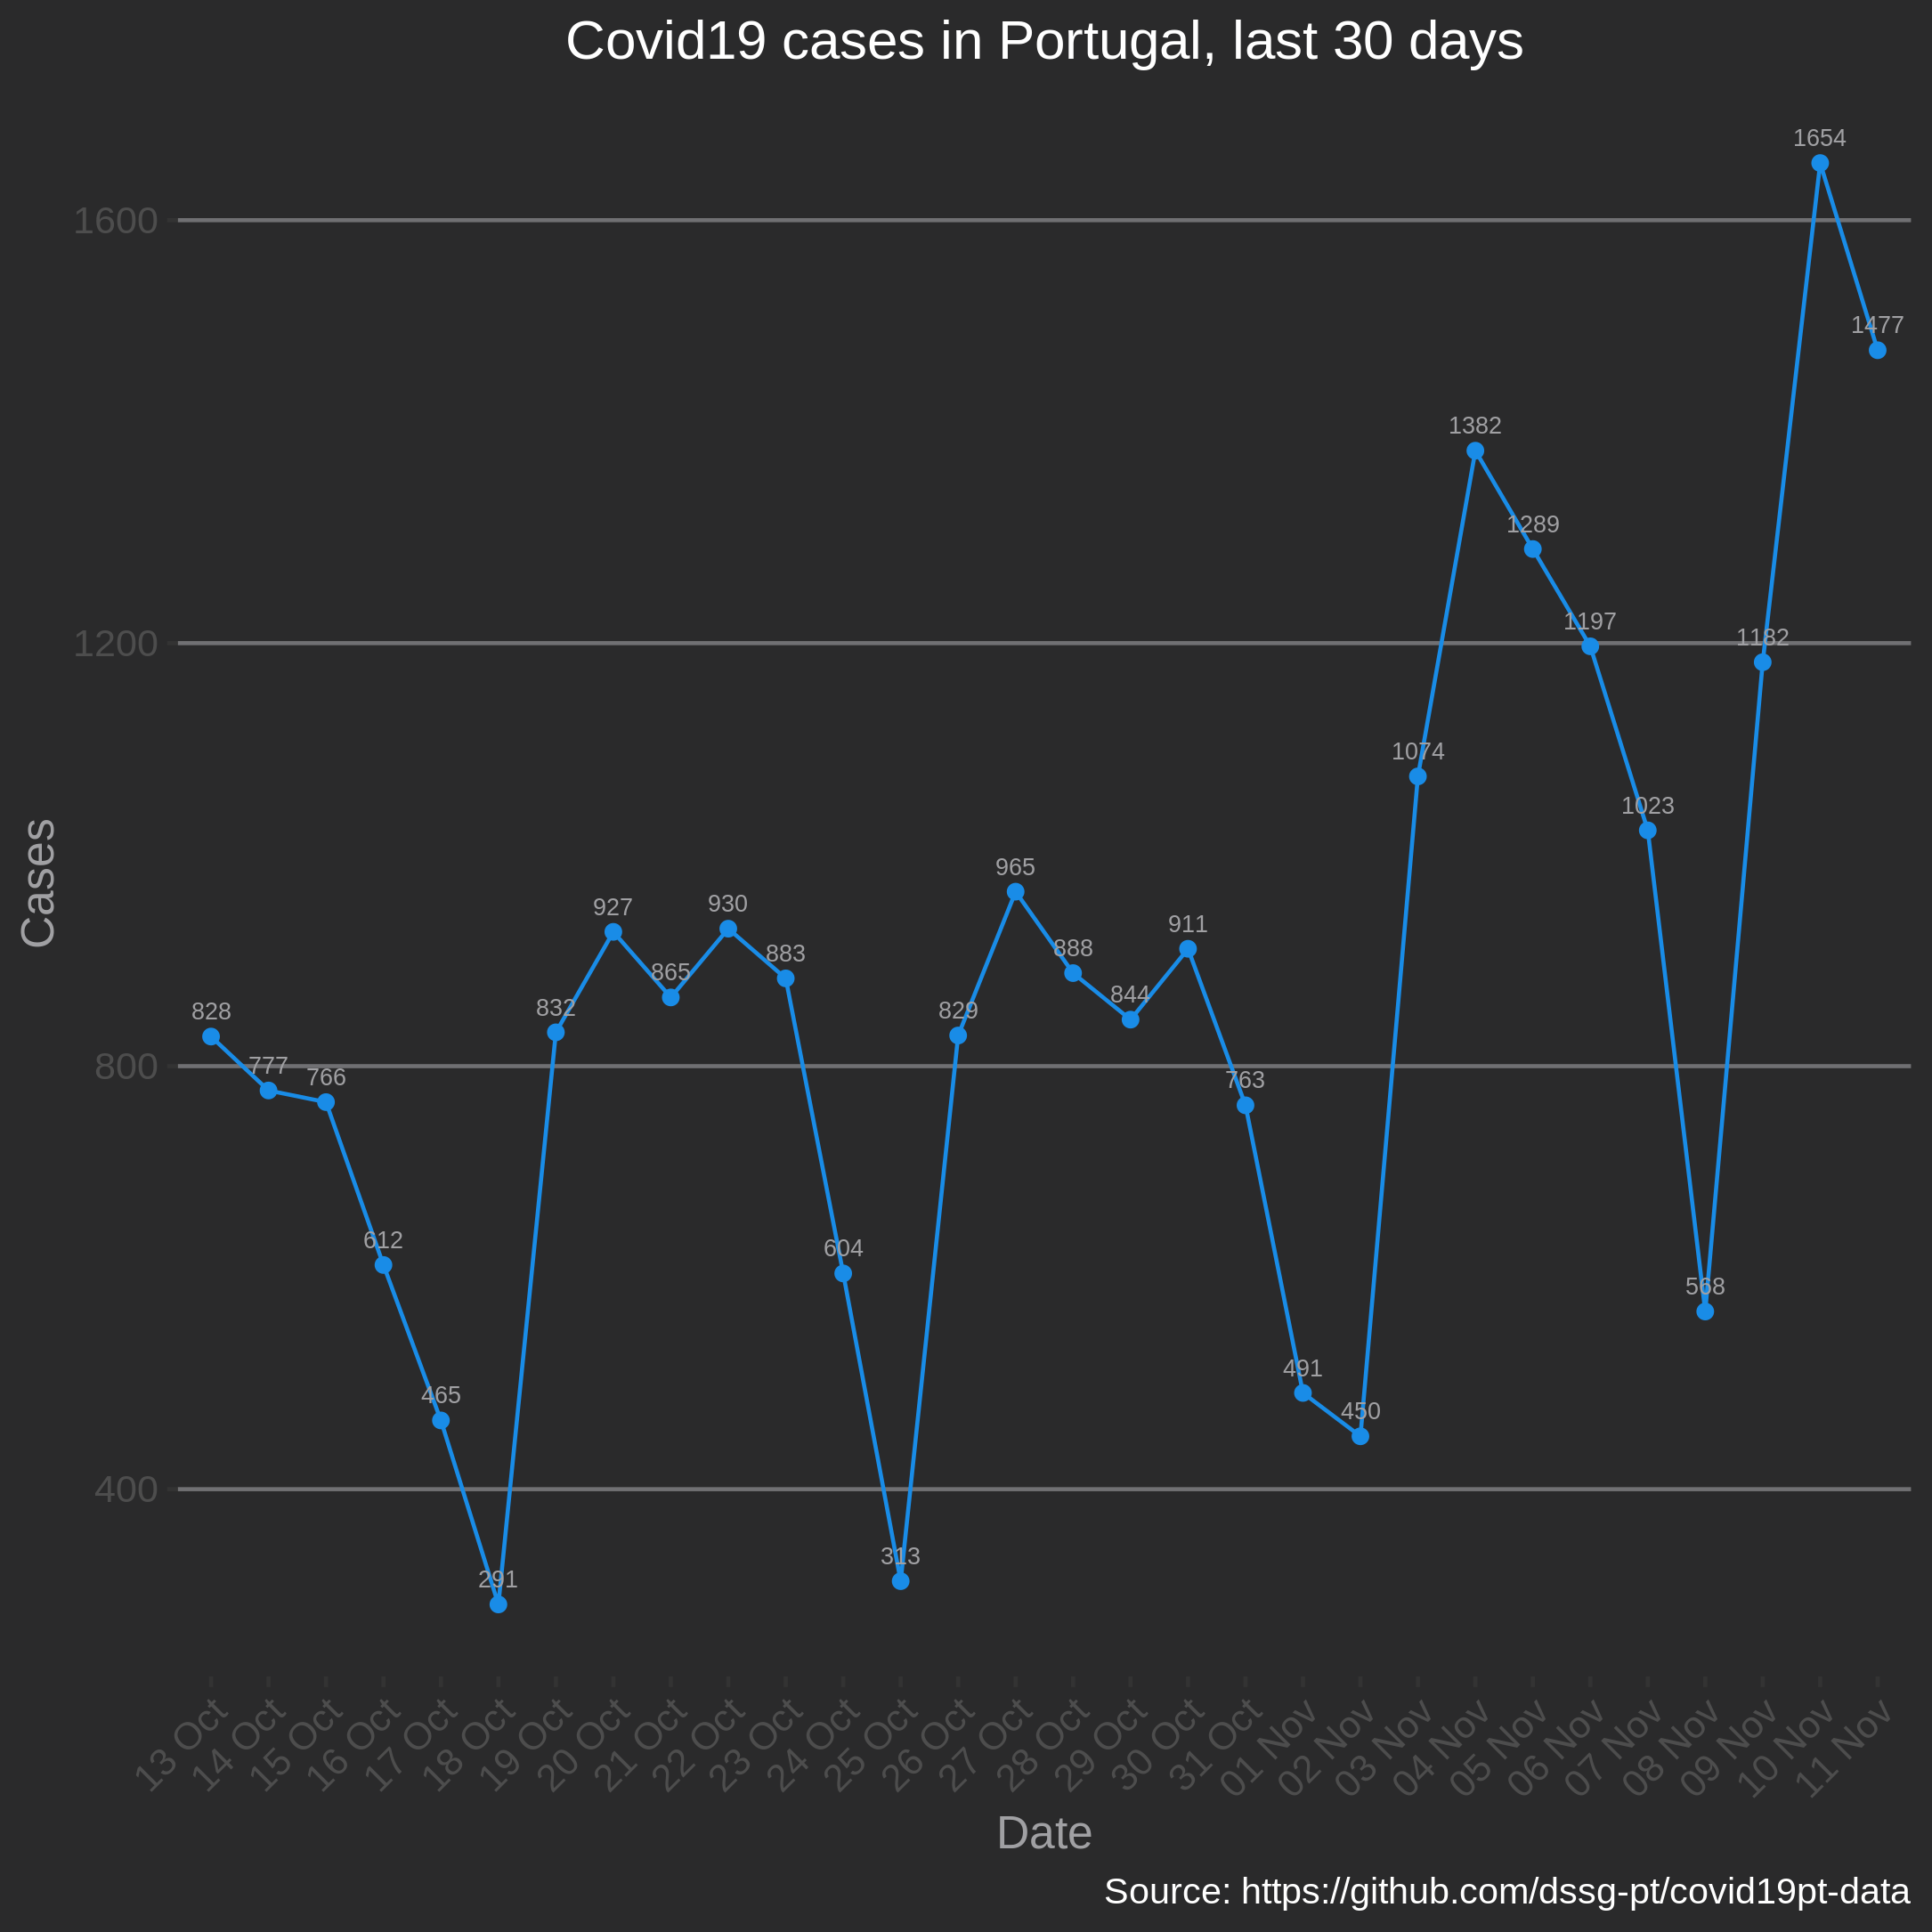 Covid19 cases in Portugal, last 30 days
1654
1600
1477
1382
1289
1200
1197
1182
1074
1023
Cases
965
927
930
911
883
888
865
844
832
829
828
800
777
766
763
612
604
568
491
465
450
400
313
291
13 Oct
14 Oct
15 Oct
16 Oct
17 Oct
18 Oct
19 Oct
20 Oct
21 Oct
22 Oct
23 Oct
24 Oct
25 Oct
26 Oct
27 Oct
28 Oct
29 Oct
30 Oct
31 Oct
01 Nov
02 Nov
03 Nov
04 Nov
05 Nov
06 Nov
07 Nov
08 Nov
09 Nov
10 Nov
11 Nov
Date
Source: https://github.com/dssg-pt/covid19pt-data